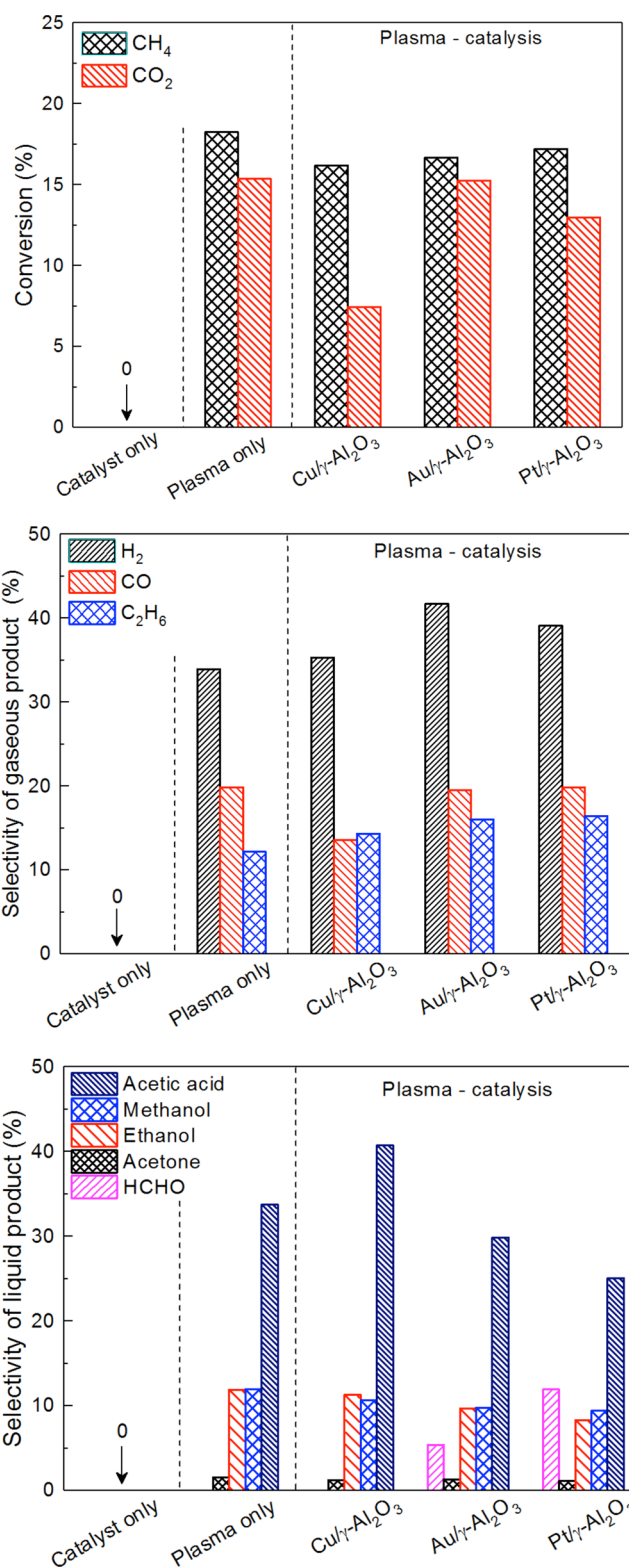 CH₄
CO₂
Plasma - catalysis
Conversion (%)
25
20
15
10
5
0
0
Catalyst only
Plasma only
Cu/γ-Al₂O₃
Au/γ-Al₂O₃
Pt/γ-Al₂O₃
H₂
CO
C₂H₆
Plasma - catalysis
Selectivity of gaseous product (%)
50
40
30
20
10
0
0
Catalyst only
Plasma only
Cu/γ-Al₂O₃
Au/γ-Al₂O₃
Pt/γ-Al₂O₃
Acetic acid
Methanol
Ethanol
Acetone
HCHO
Plasma - catalysis
Selectivity of liquid product (%)
50
40
30
20
10
0
0
Catalyst only
Plasma only
Cu/γ-Al₂O₃
Au/γ-Al₂O₃
Pt/γ-Al₂O